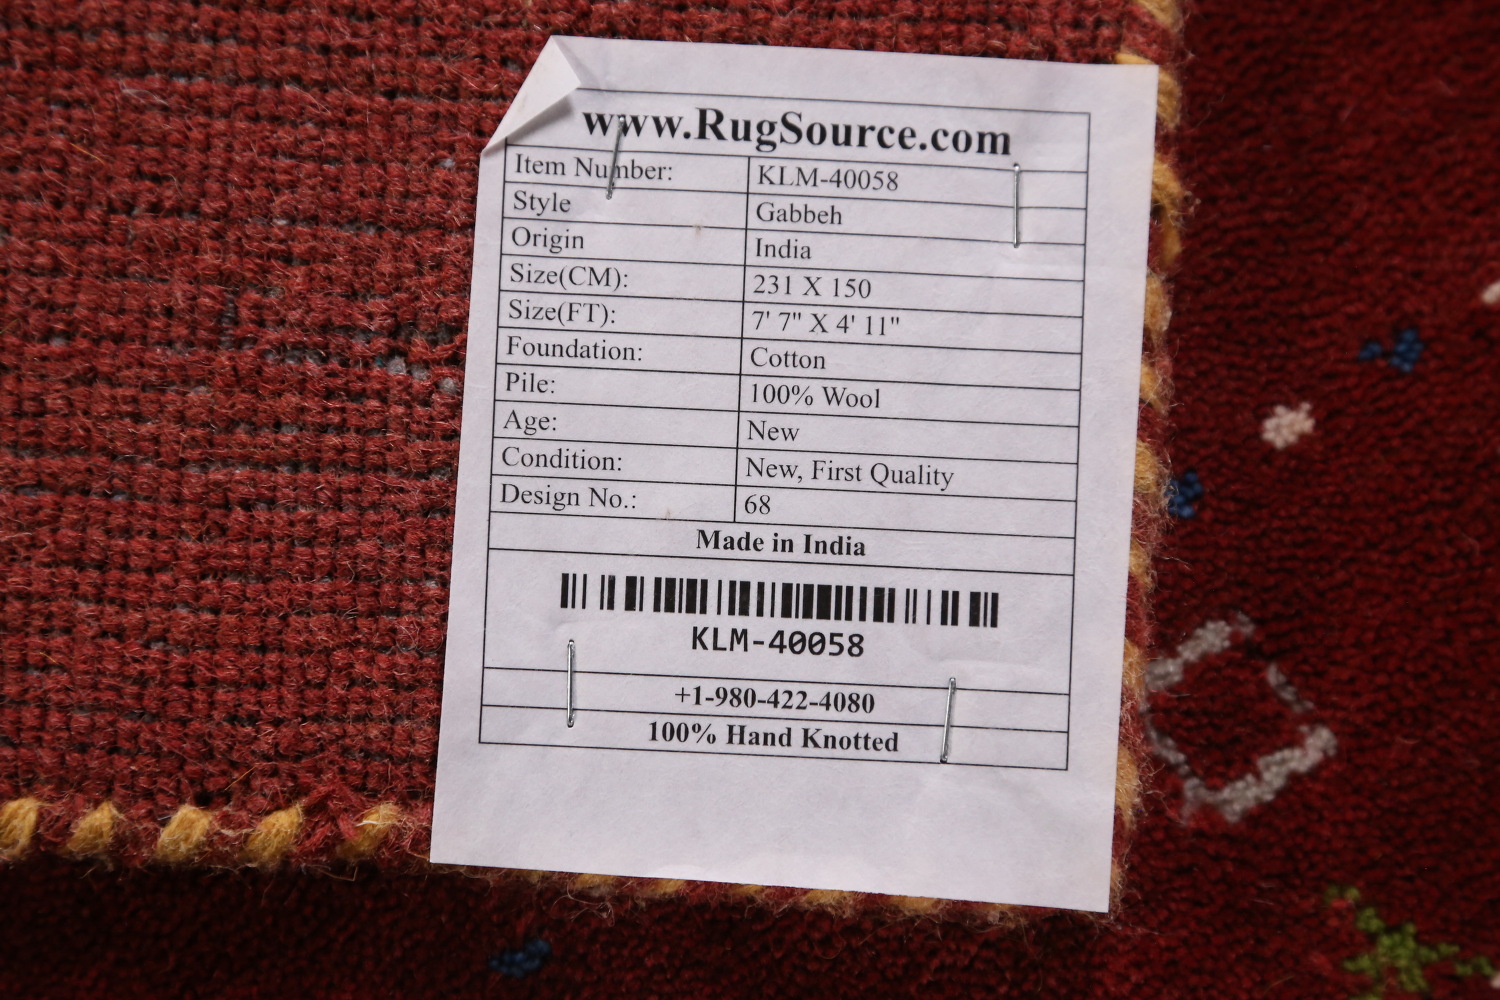 www.RugSource.com
Item Number: KLM-40058
Style Gabbeh
Origin India
Size(CM): 231 X 150
Size(FT): 7' 7" X 4' 11"
Foundation: Cotton
Pile: 100% Wool
Age: New
Condition: New, First Quality
Design No.: 68
Made in India
KLM-40058
+1-980-422-4080
100% Hand Knotted